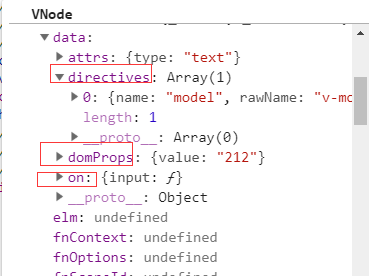 VNode
▼ data:
▶ attrs: {type: "text"}
▼ directives: Array(1)
▶ 0: {name: "model", rawName: "v-mo
length: 1
▶ __proto__: Array(0)
▶ domProps: {value: "212"}
▶ on: {input: ƒ}
▶ __proto__: Object
elm: undefined
fnContext: undefined
fnOptions: undefined